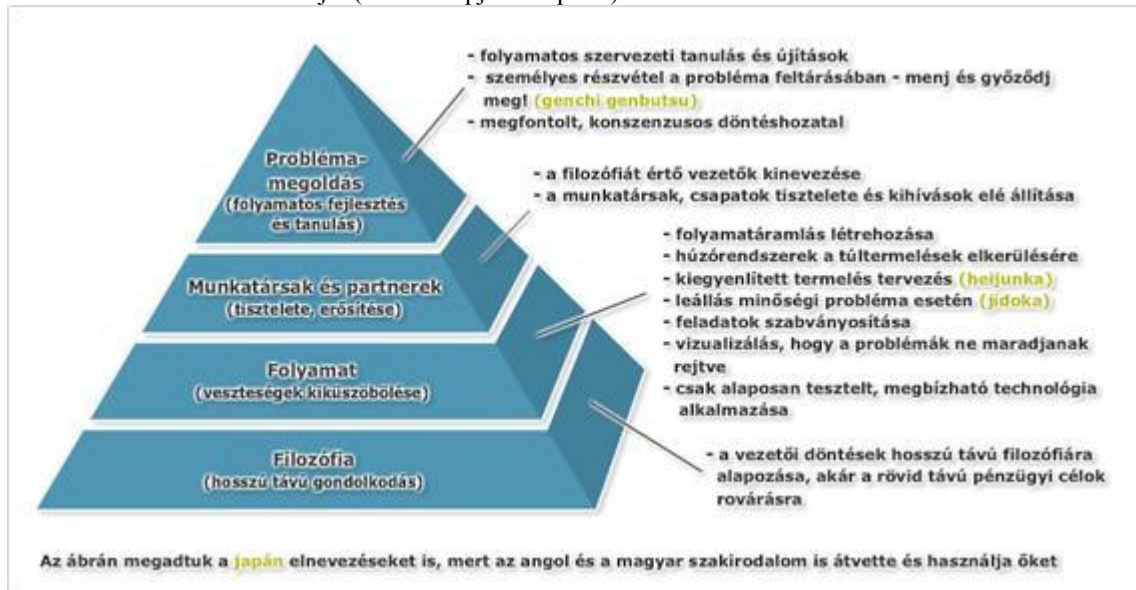 - folyamatos szervezeti tanulás és újítások
- személyes részvétel a probléma feltárásában - menj és győződj
meg! (genchi genbutsu)
- megfontolt, konszenzusos döntéshozatal
Probléma-
megoldás
(folyamatos fejlesztés
és tanulás)
- a filozófiát értő vezetők kinevezése
- a munkatársak, csapatok tisztelete és kihívások elé állítása
Munkatársak és partnerek
(tisztelete, erősítése)
- folyamatáramlás létrehozása
- húzórendszerek a túltermelések elkerülésére
- kiegyenlített termelés tervezés (heijunka)
- leállás minőségi probléma esetén (jidoka)
- feladatok szabványosítása
- vizualizálás, hogy a problémák ne maradjanak
rejtve
- csak alaposan tesztelt, megbízható technológia
alkalmazása
Folyamat
(veszteségek kiküszöbölése)
Filozófia
(hosszú távú gondolkodás)
- a vezetői döntések hosszú távú filozófiára
alapozása, akár a rövid távú pénzügyi célok
rovárásra
Az ábrán megadtuk a japán elnevezéseket is, mert az angol és a magyar szakirodalom is átvette és használja őket